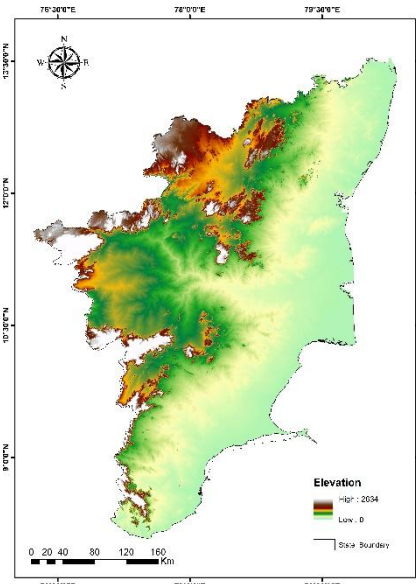 76°30'0"E 78°0'0"E 79°30'0"E
N
W E
S
13°30'0"N
12°0'0"N
10°30'0"N
9°0'0"N
Elevation
High : 2634
Low : 0
State Boundary
0 20 40 80 120 160
Km